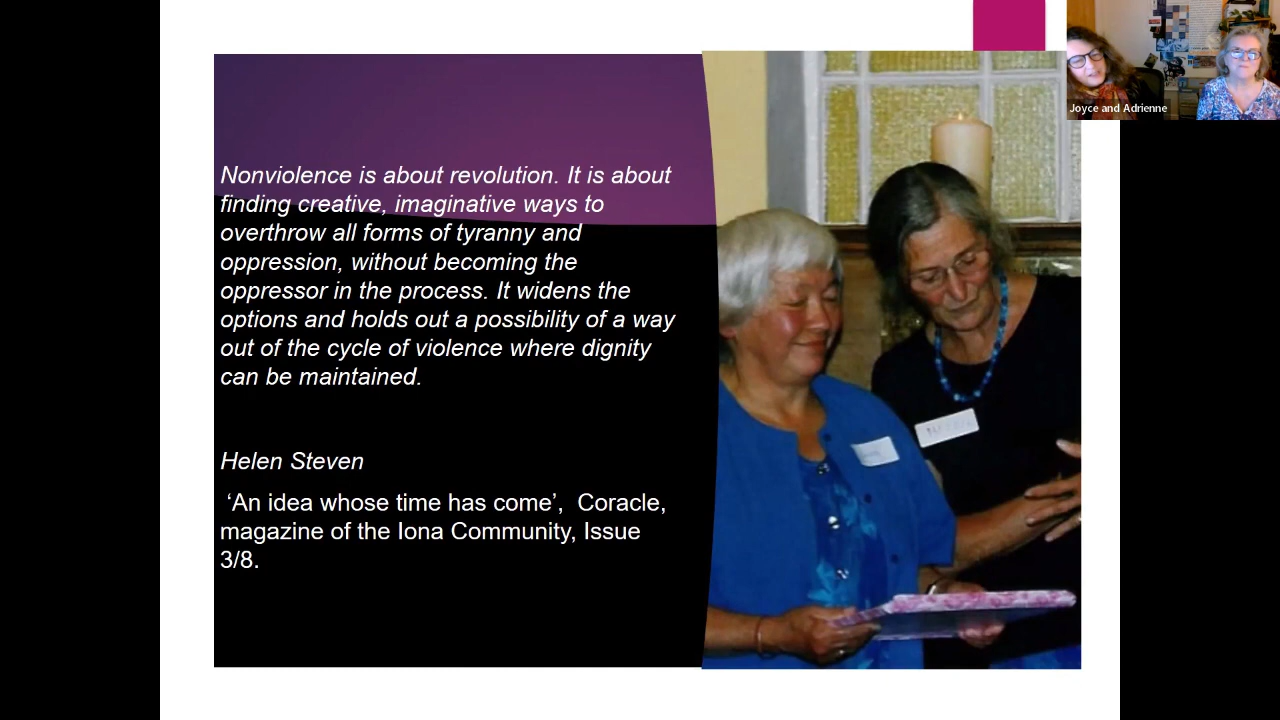 Joyce and Adrienne
Nonviolence is about revolution. It is about
finding creative, imaginative ways to
overthrow all forms of tyranny and
oppression, without becoming the
oppressor in the process. It widens the
options and holds out a possibility of a way
out of the cycle of violence where dignity
can be maintained.
Helen Steven
‘An idea whose time has come’,  Coracle,
magazine of the Iona Community, Issue
3/8.